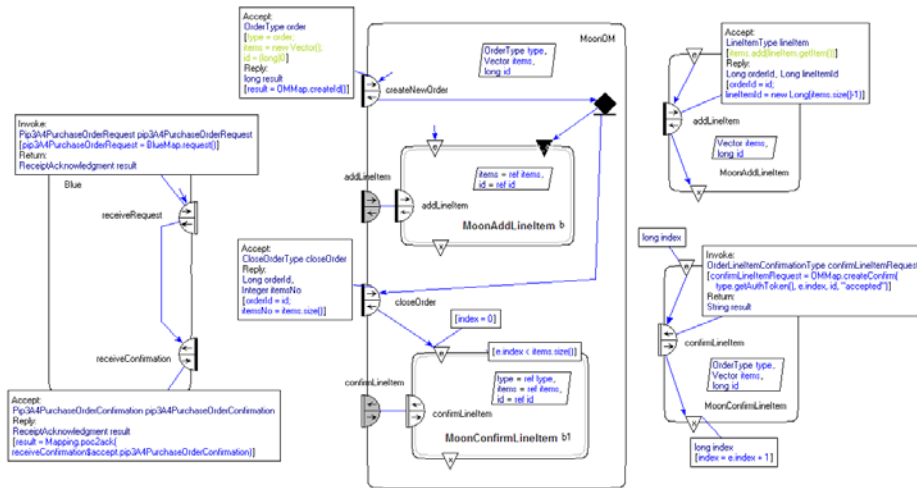 Accept:
OrderType order
[type = order;
items = new Vector();
id = (long)0]
Reply:
long result
[result = OMMap.createId()]
MoonOM
OrderType type,
Vector items,
long id
createNewOrder
Accept:
LineItemType lineItem
[items.add(lineItem.getItem())]
Reply:
Long orderId, Long lineItemId
[orderId = id;
lineItemId = new Long(items.size()-1)]
e
addLineItem
Vector items,
long id
MoonAddLineItem
x
Invoke:
Pip3A4PurchaseOrderRequest pip3A4PurchaseOrderRequest
[pip3A4PurchaseOrderRequest = BlueMap.request()]
Return:
ReceiptAcknowledgment result
Blue
receiveRequest
receiveConfirmation
Accept:
Pip3A4PurchaseOrderConfirmation pip3A4PurchaseOrderConfirmation
Reply:
ReceiptAcknowledgment result
[result = Mapping.poc2ack(
receiveConfirmation$accept.pip3A4PurchaseOrderConfirmation)]
e
items = ref items,
id = ref id
addLineItem
addLineItem
MoonAddLineItem b
x
Accept:
CloseOrderType closeOrder
Reply:
Long orderId,
Integer itemsNo
[orderId = id;
itemsNo = items.size()]
closeOrder
[index = 0]
e
[e.index < items.size()]
type = ref type,
items = ref items,
id = ref id
confirmLineItem
confirmLineItem
MoonConfirmLineItem b1
x
long index
e
Invoke:
OrderLineItemConfirmationType confirmLineItemRequest
[confirmLineItemRequest = OMMap.createConfirm(
type.getAuthToken(), e.index, id, "accepted")]
Return:
String result
confirmLineItem
OrderType type,
Vector items,
long id
MoonConfirmLineItem
x
long index
[index = e.index + 1]